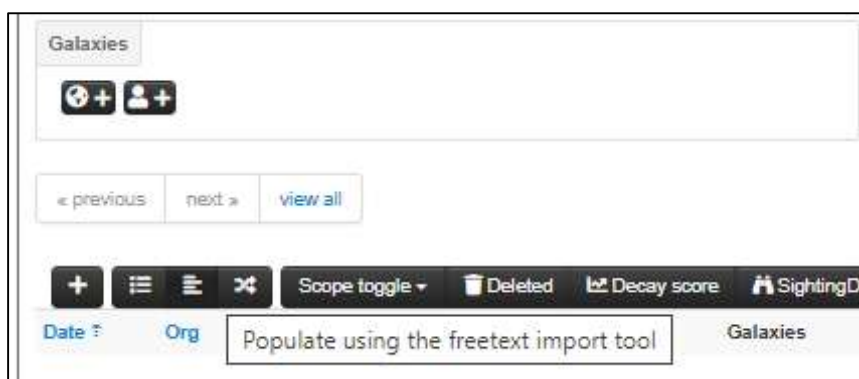 Galaxies
« previous next » view all
Scope toggle Deleted Decay score SightingD
Date Org Populate using the freetext import tool Galaxies